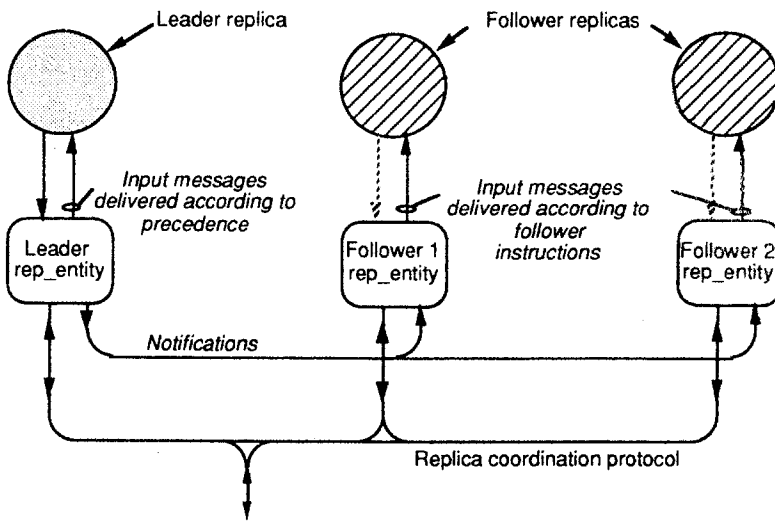 Leader replica
Follower replicas
Input messages
delivered according to
precedence
Input messages
delivered according to
follower
instructions
Leader
rep_entity
Follower 1
rep_entity
Follower 2
rep_entity
Notifications
Replica coordination protocol